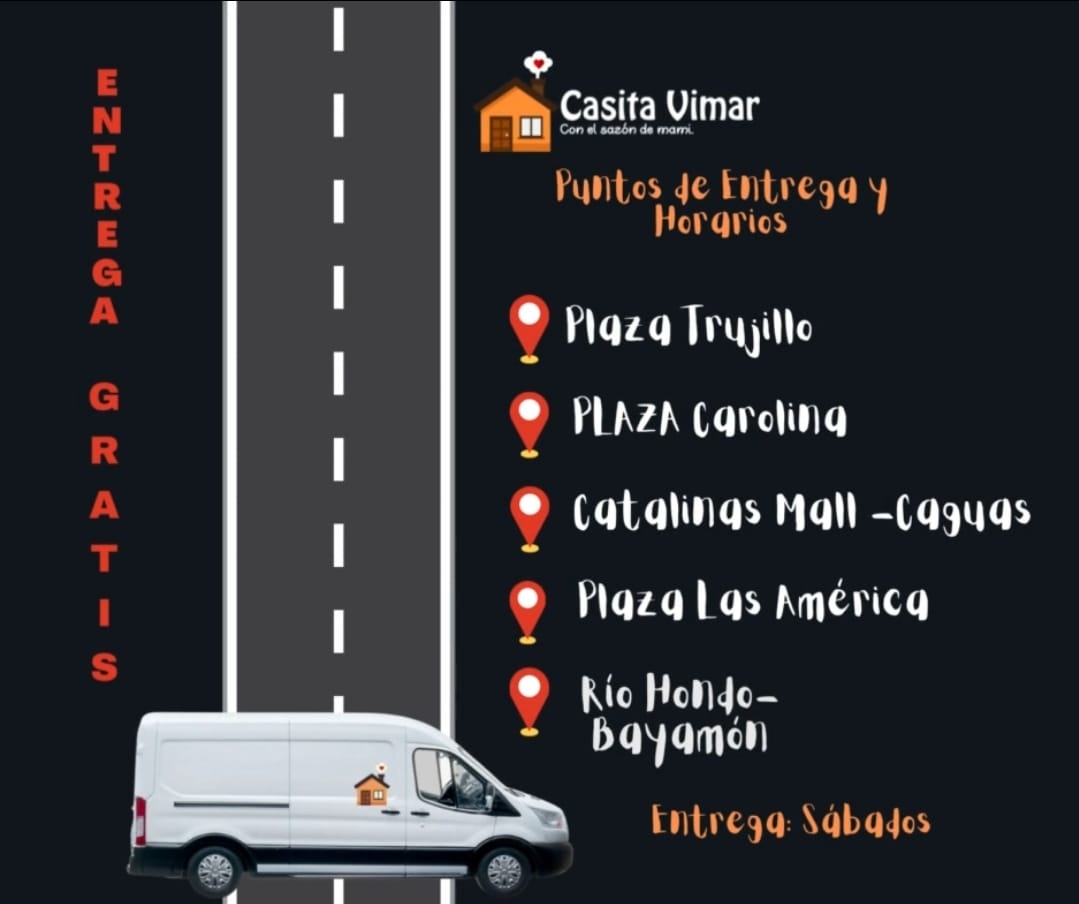 ENTREGA GRATIS
Casita Vimar
Con el sazón de mami.
Puntos de Entrega y
Horarios
Plaza Trujillo
PLAZA Carolina
Catalinas Mall -Caguas
Plaza Las América
Río Hondo-
Bayamón
Entrega: Sábados